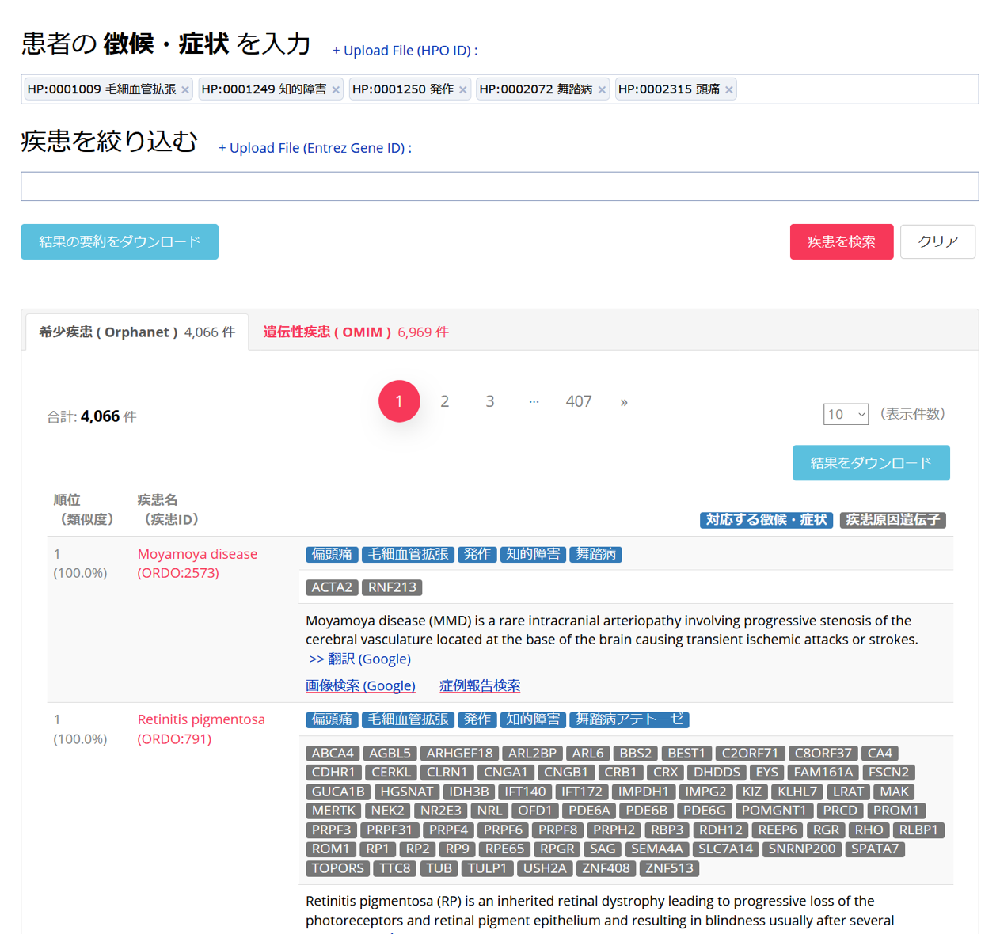 患者の 徴候・症状 を入力 + Upload File (HPO ID) :
HP:0001009 毛細血管拡張 × HP:0001249 知的障害 × HP:0001250 発作 × HP:0002072 舞踏病 × HP:0002315 頭痛 ×
疾患を絞り込む + Upload File (Entrez Gene ID) :
結果の要約をダウンロード 疾患を検索 クリア
希少疾患 ( Orphanet ) 4,066 件 遺伝性疾患 ( OMIM ) 6,969 件
1 2 3 ... 407 »
合計: 4,066 件 10 （表示件数）
結果をダウンロード
順位 疾患名
（類似度） （疾患ID） 対応する徴候・症状 疾患原因遺伝子
1 Moyamoya disease 偏頭痛 毛細血管拡張 発作 知的障害 舞踏病
(100.0%) (ORDO:2573)
ACTA2 RNF213
Moyamoya disease (MMD) is a rare intracranial arteriopathy involving progressive stenosis of the
cerebral vasculature located at the base of the brain causing transient ischemic attacks or strokes.
>> 翻訳 (Google)
画像検索 (Google) 症例報告検索
1 Retinitis pigmentosa 偏頭痛 毛細血管拡張 発作 知的障害 舞踏病アテトーゼ
(100.0%) (ORDO:791)
ABCA4 AGBL5 ARHGEF18 ARL2BP ARL6 BBS2 BEST1 C2ORF71 C8ORF37 CA4
CDHR1 CERKL CLRN1 CNGA1 CNGB1 CRB1 CRX DHDDS EYS FAM161A FSCN2
GUCA1B HGSNAT IDH3B IFT140 IFT172 IMPDH1 IMPG2 KIZ KLHL7 LRAT MAK
MERTK NEK2 NR2E3 NRL OFD1 PDE6A PDE6B PDE6G POMGNT1 PRCD PROM1
PRPF3 PRPF31 PRPF4 PRPF6 PRPF8 PRPH2 RBP3 RDH12 REEP6 RGR RHO RLBP1
ROM1 RP1 RP2 RP9 RPE65 RPGR SAG SEMA4A SLC7A14 SNRNP200 SPATA7
TOPORS TTC8 TUB TULP1 USH2A ZNF408 ZNF513
Retinitis pigmentosa (RP) is an inherited retinal dystrophy leading to progressive loss of the
photoreceptors and retinal pigment epithelium and resulting in blindness usually after several